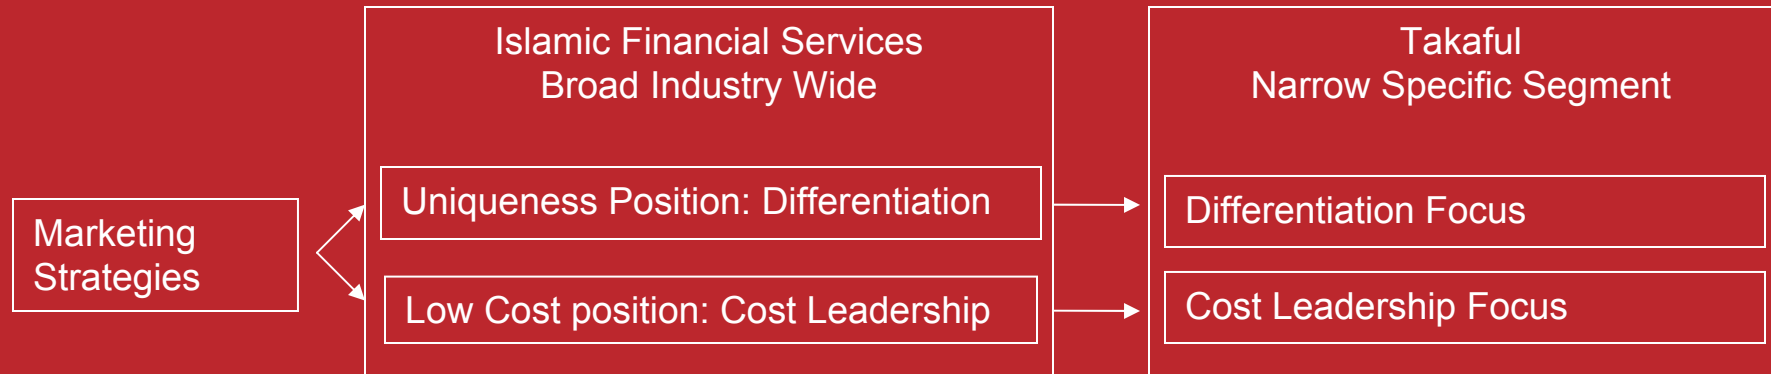 Marketing
Strategies
Islamic Financial Services
Broad Industry Wide
Uniqueness Position: Differentiation
Low Cost position: Cost Leadership
Takaful
Narrow Specific Segment
Differentiation Focus
Cost Leadership Focus